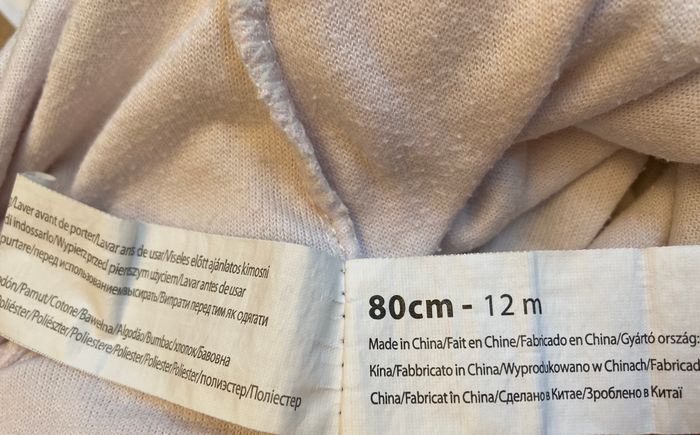 /Laver avant de porter/Lavar ans de usar/Viseles előtt ajánlatos kimosni
di indossarlo/Wypierz przed pierwszym użyciem/Lavar antes de usar
purtare/перед использованием высирать/Випрати перед тим як одягати
odón/Pamut/Cotone/Bawełna/Algodão/Bumbac/хлопок/Бавовна
Poliéster/Poliészter/Poliestere/Poliester/Poliester/Poliester/полиэстер/Поліестер
80cm - 12 m
Made in China/Fait en Chine/Fabricado en China/Gyártó ország:
Kína/Fabbricato in China/Wyprodukowano w Chinach/Fabricad
China/Fabricat în China/Сделано в Китае/Зроблено в Китаї